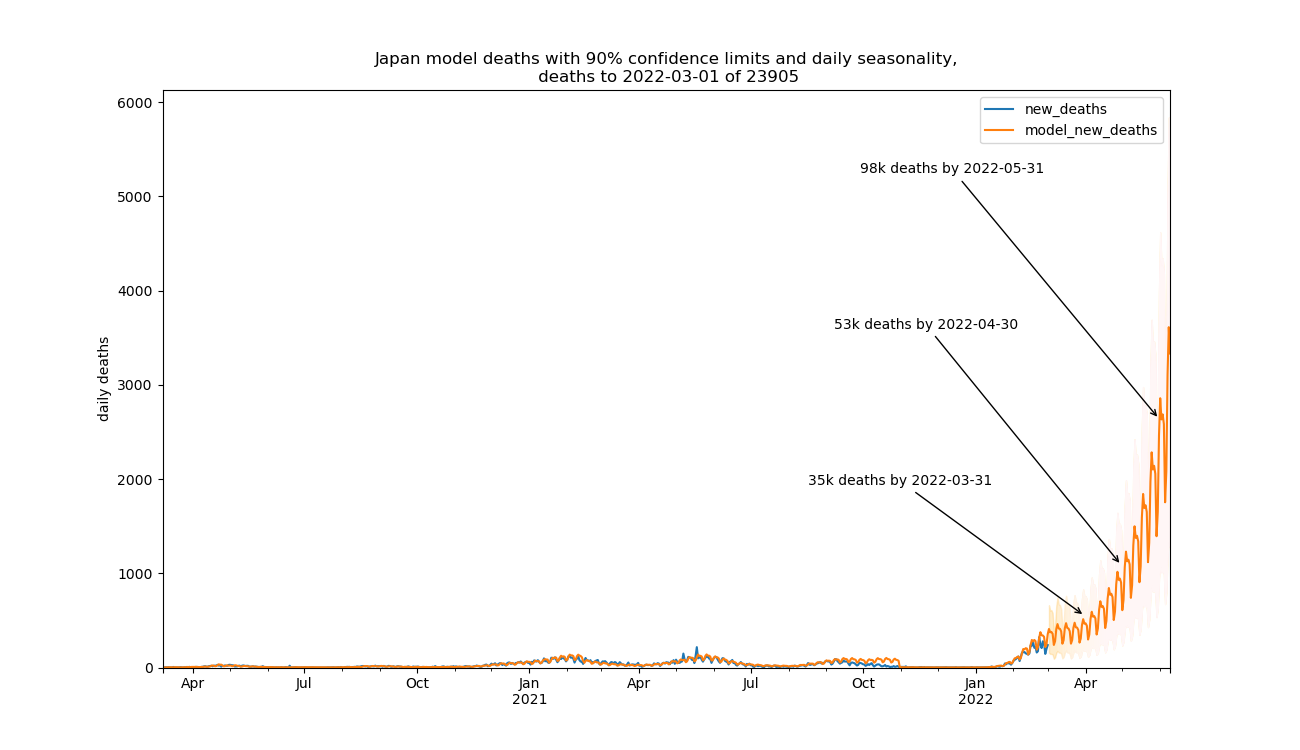 Japan model deaths with 90% confidence limits and daily seasonality,
deaths to 2022-03-01 of 23905
new_deaths
model_new_deaths
98k deaths by 2022-05-31
53k deaths by 2022-04-30
35k deaths by 2022-03-31
daily deaths
6000
5000
4000
3000
2000
1000
0
Apr
Jul
Oct
Jan
2021
Apr
Jul
Oct
Jan
2022
Apr